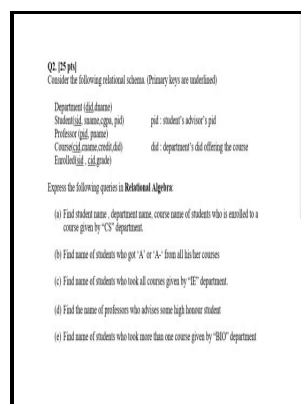 Q2. [25 pts]
Consider the following relational schema. (Primary keys are underlined)
Department (did,dname)
Student(sid, sname,cgpa, pid) pid : student's advisor's pid
Professor (pid, pname)
Course(cid,cname,credit,did) did : department's did offering the course
Enrolled(sid , cid,grade)
Express the following queries in Relational Algebra:
(a) Find student name , department name, course name of students who is enrolled to a
course given by "CS" department.
(b) Find name of students who got 'A' or 'A-' from all his/her courses
(c) Find name of students who took all courses given by "IE" department.
(d) Find the name of professors who advises some high honour student
(e) Find name of students who took more than one course given by "BIO" department